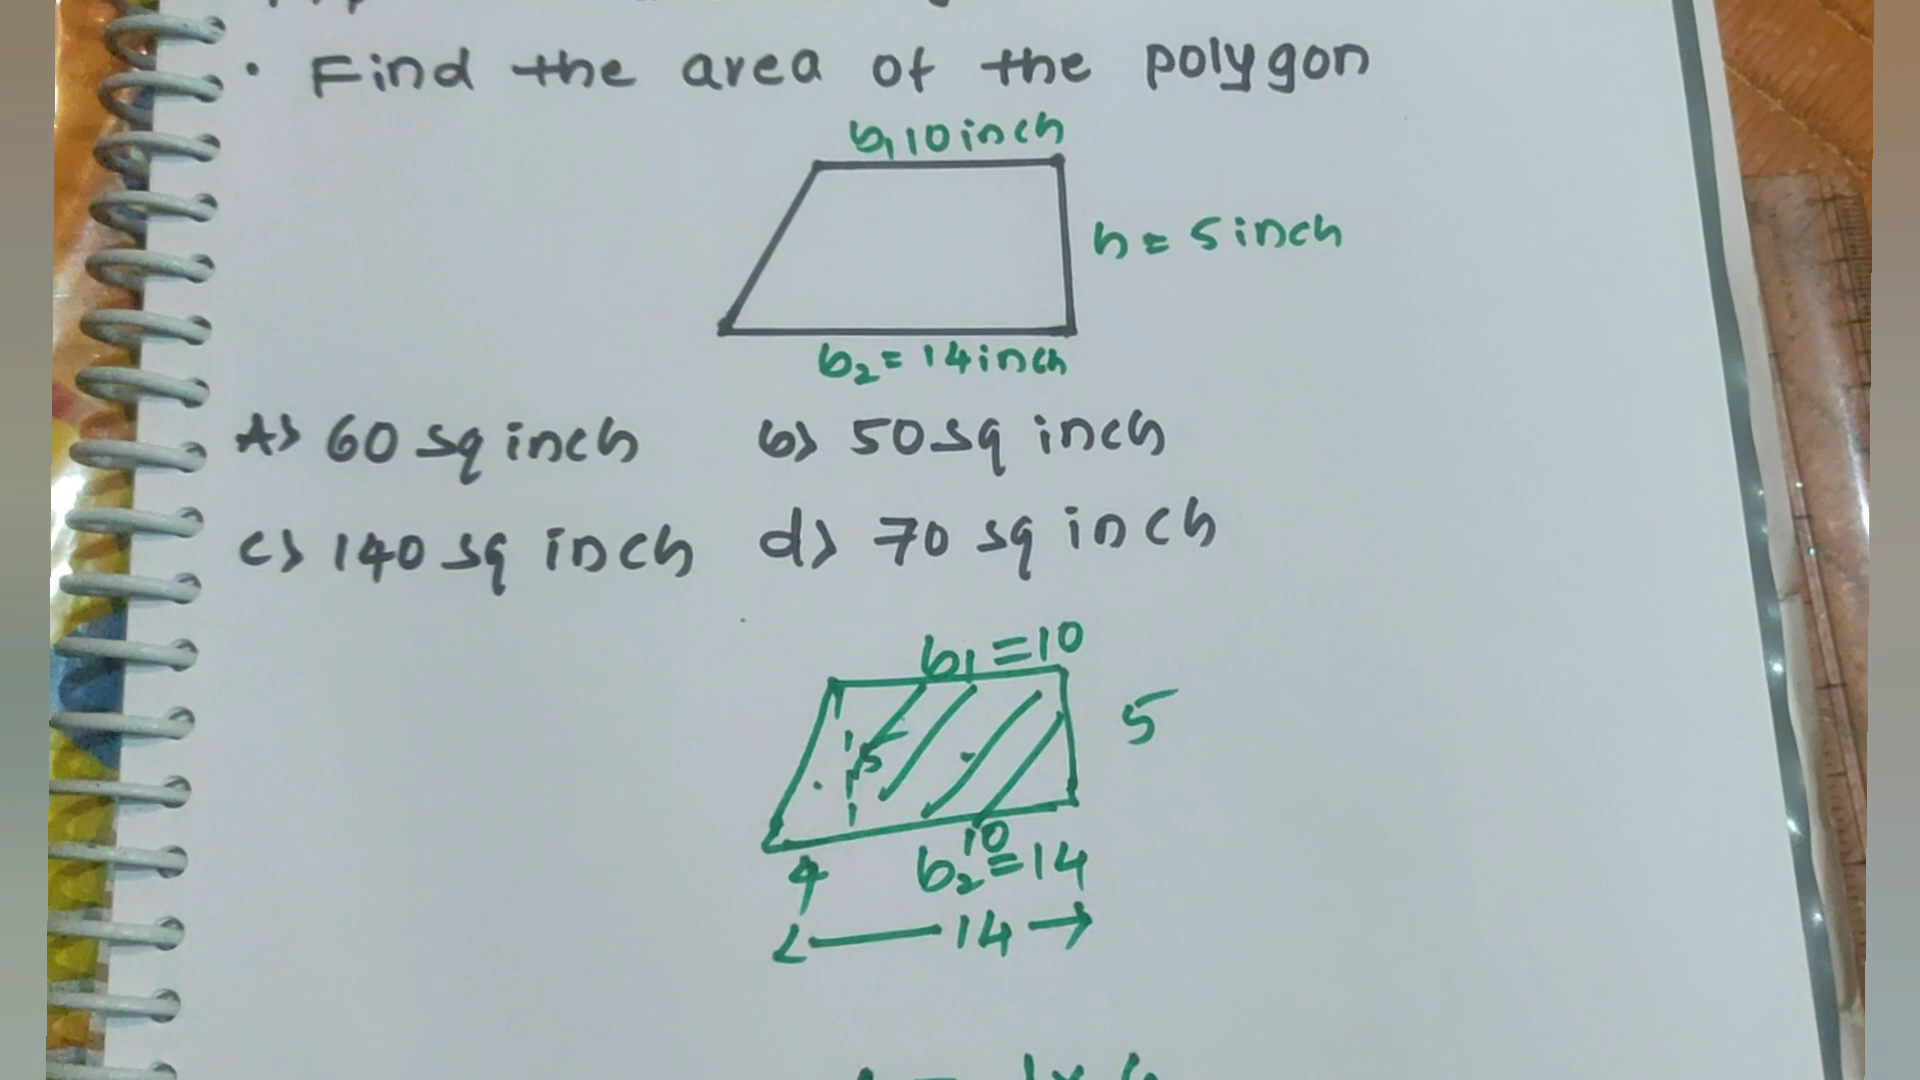 • Find the area of the polygon
b₁ 10 inch
h = 5 inch
b₂ = 14 inch
A) 60 sq inch b) 50 sq inch
c) 140 sq inch d) 70 sq inch
b₁ = 10
5
5
10
4 b₂ = 14
14